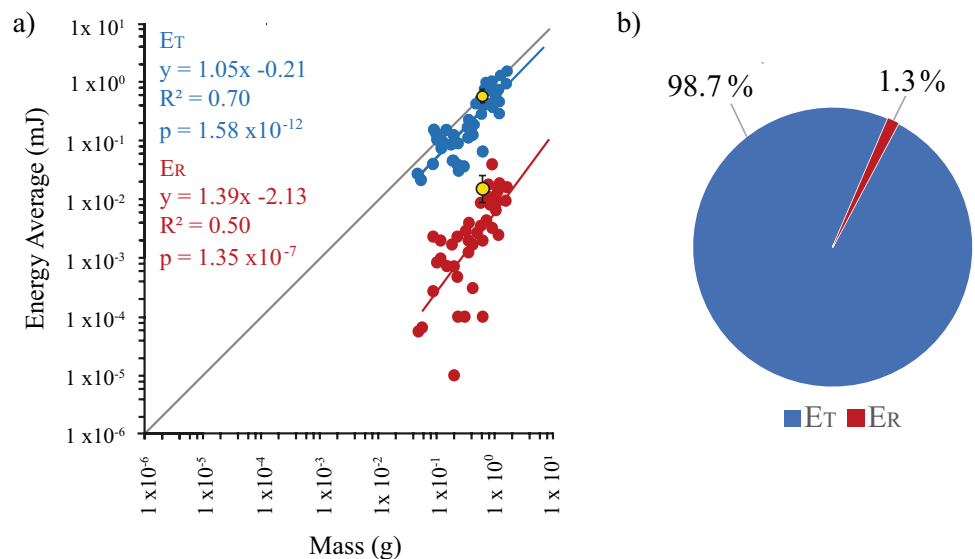 a)
Energy Average (mJ)
1 x10¹
1 x10⁰
1 x10⁻¹
1 x10⁻²
1 x10⁻³
1 x10⁻⁴
1 x10⁻⁵
1 x10⁻⁶
ET
y = 1.05x -0.21
R² = 0.70
p = 1.58 x10⁻¹²
ER
y = 1.39x -2.13
R² = 0.50
p = 1.35 x10⁻⁷
1 x10⁻⁶
1 x10⁻⁵
1 x10⁻⁴
1 x10⁻³
1 x10⁻²
1 x10⁻¹
1 x10⁰
1 x10¹
Mass (g)
b)
98.7 %
1.3 %
ET ER